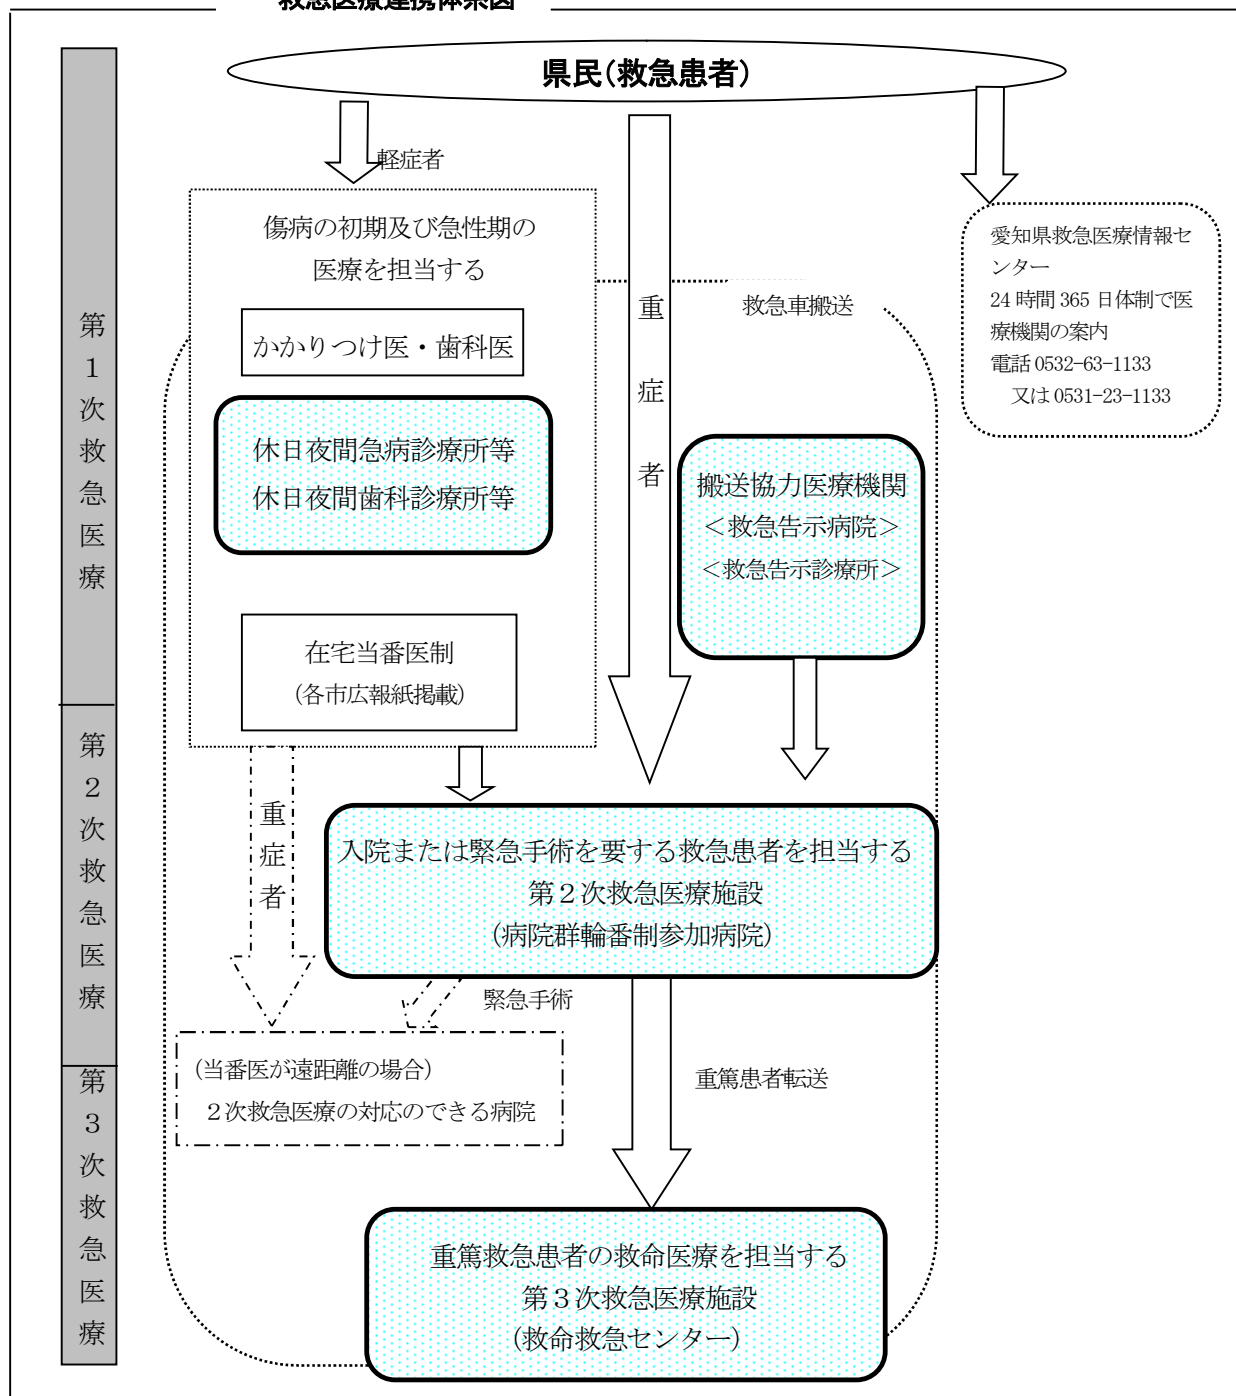 救急医療連携体系図
県民(救急患者)
軽症者
傷病の初期及び急性期の
医療を担当する
かかりつけ医・歯科医
休日夜間急病診療所等
休日夜間歯科診療所等
在宅当番医制
(各市広報紙掲載)
重症者
救急車搬送
搬送協力医療機関
＜救急告示病院＞
＜救急告示診療所＞
愛知県救急医療情報セ
ンター
24 時間 365 日体制で医
療機関の案内
電話 0532-63-1133
又は 0531-23-1133
第１次救急医療
第２次救急医療
第３次救急医療
重症者
入院または緊急手術を要する救急患者を担当する
第２次救急医療施設
(病院群輪番制参加病院)
緊急手術
(当番医が遠距離の場合)
２次救急医療の対応のできる病院
重篤患者転送
重篤救急患者の救命医療を担当する
第３次救急医療施設
(救命救急センター)